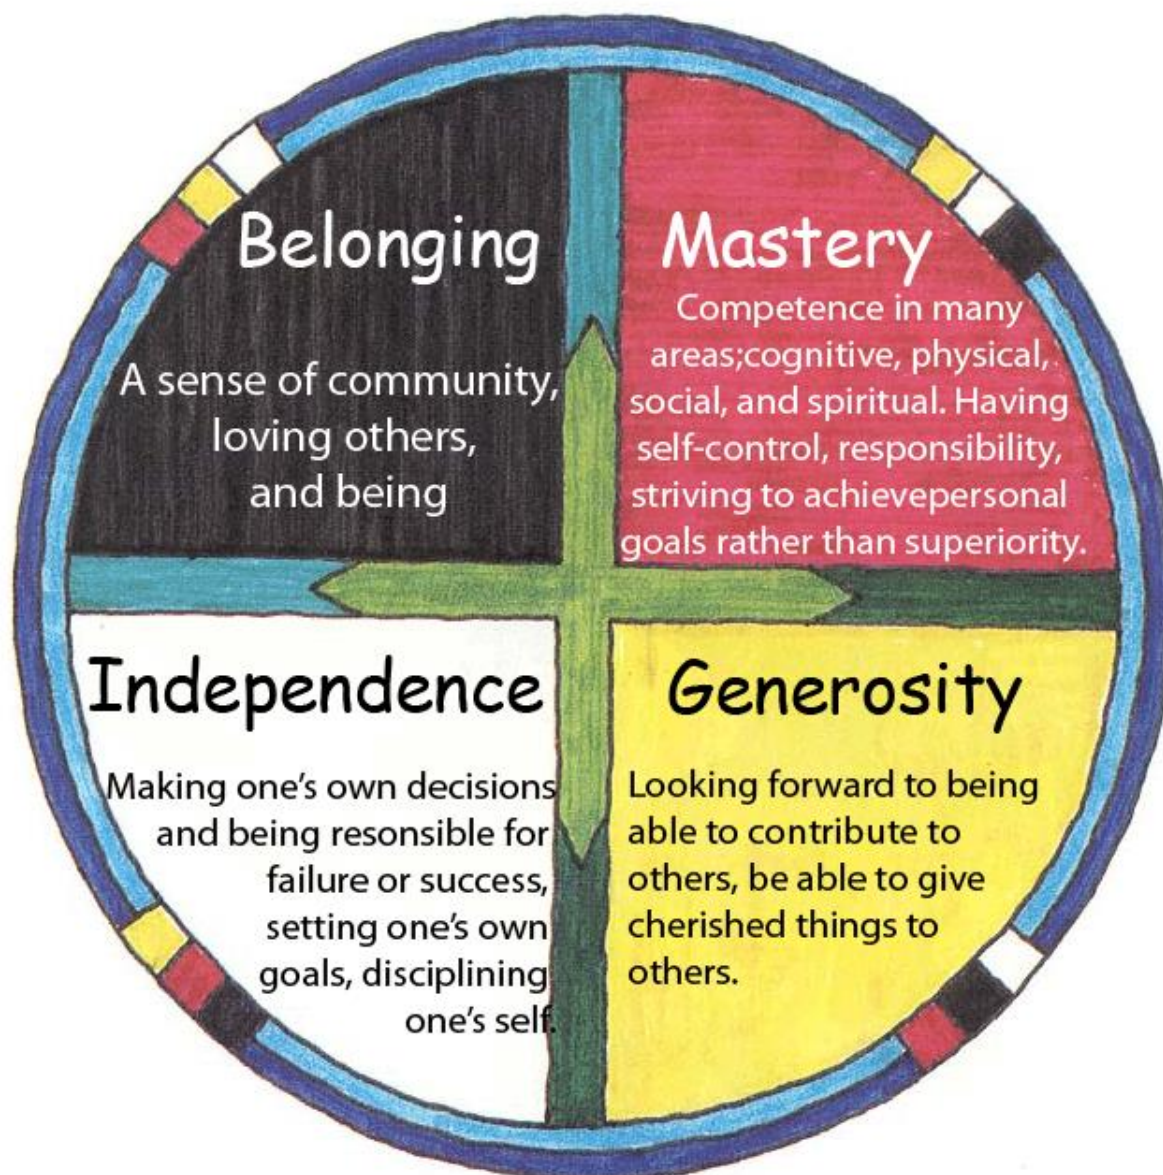 Belonging
A sense of community,
loving others,
and being
Mastery
Competence in many
areas;cognitive, physical,
social, and spiritual. Having
self-control, responsibility,
striving to achievepersonal
goals rather than superiority.
Independence
Making one's own decisions
and being resonsible for
failure or success,
setting one's own
goals, disciplining
one's self.
Generosity
Looking forward to being
able to contribute to
others, be able to give
cherished things to
others.